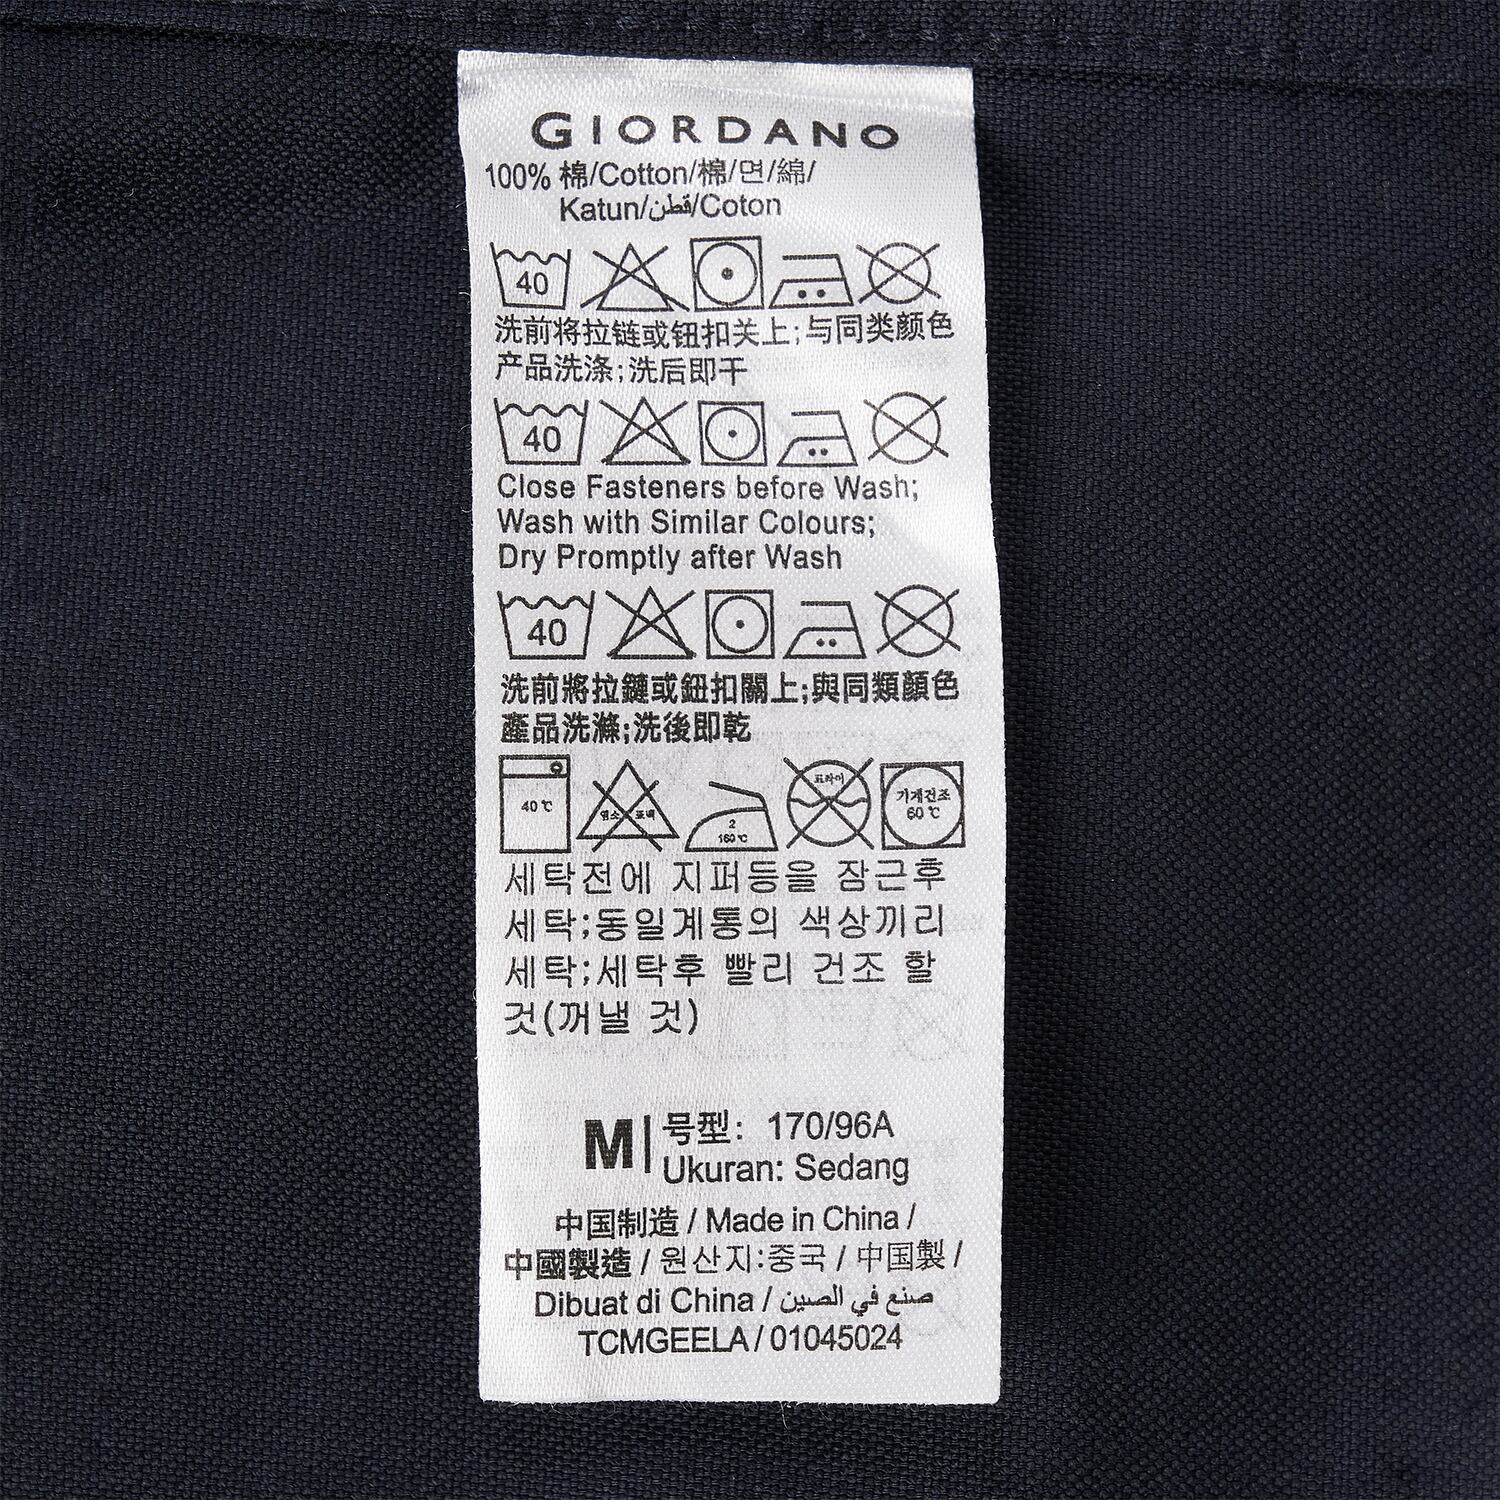 GIORDANO
100% 棉/Cotton/棉/면/綿/
Katun/قطن/Coton
40
洗前将拉链或钮扣关上;与同类颜色
产品洗涤;洗后即干
40
Close Fasteners before Wash;
Wash with Similar Colours;
Dry Promptly after Wash
40
洗前將拉鏈或鈕扣關上;與同類顏色
產品洗滌;洗後即乾
40℃ 염소 표백 2 160℃ 드라이 기계건조 60℃
세탁전에 지퍼등을 잠근후
세탁;동일계통의 색상끼리
세탁;세탁후 빨리 건조 할
것(꺼낼 것)
M 号型: 170/96A
Ukuran: Sedang
中国制造 / Made in China /
中國製造 / 원산지:중국 / 中国製 /
Dibuat di China / صنع في الصين
TCMGEELA / 01045024